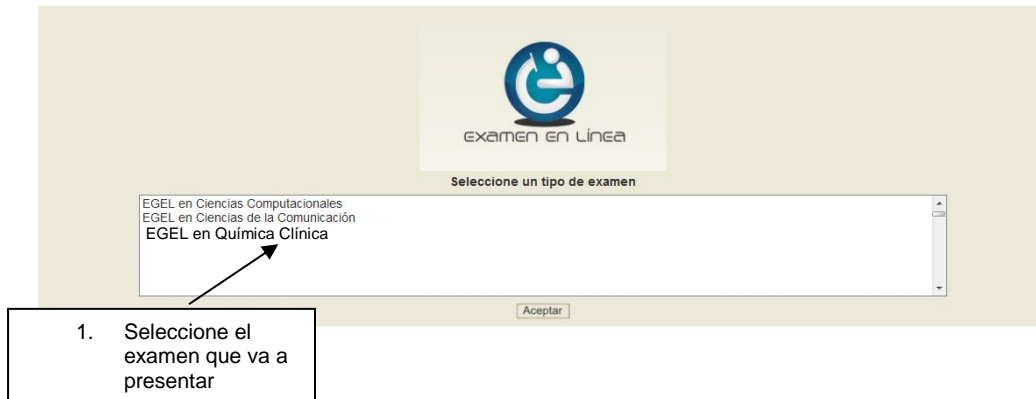 examen en línea
Seleccione un tipo de examen
EGEL en Ciencias Computacionales
EGEL en Ciencias de la Comunicación
EGEL en Química Clínica
Aceptar
1. Seleccione el
examen que va a
presentar